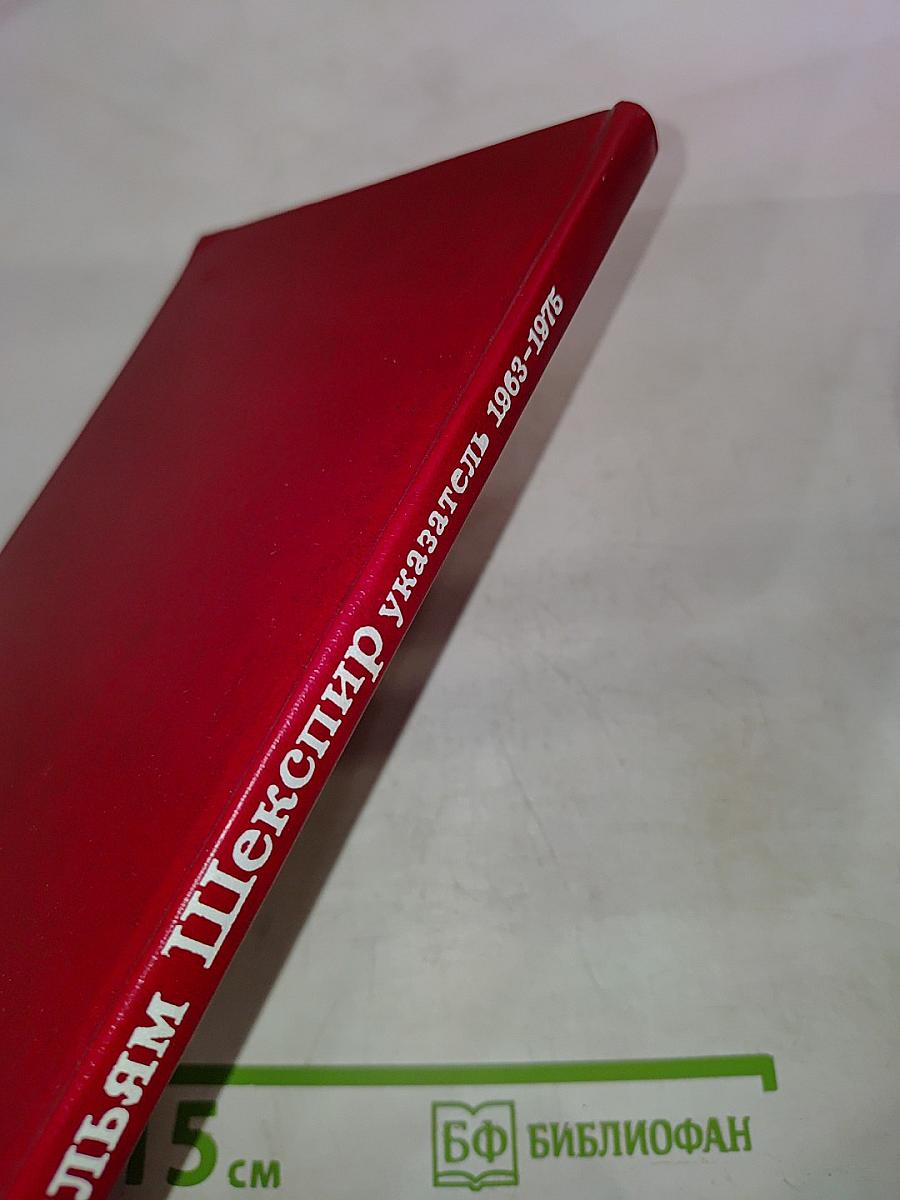 льям Шекспир указатель 1963-1975
15 см
БФ БИБЛИОФАН